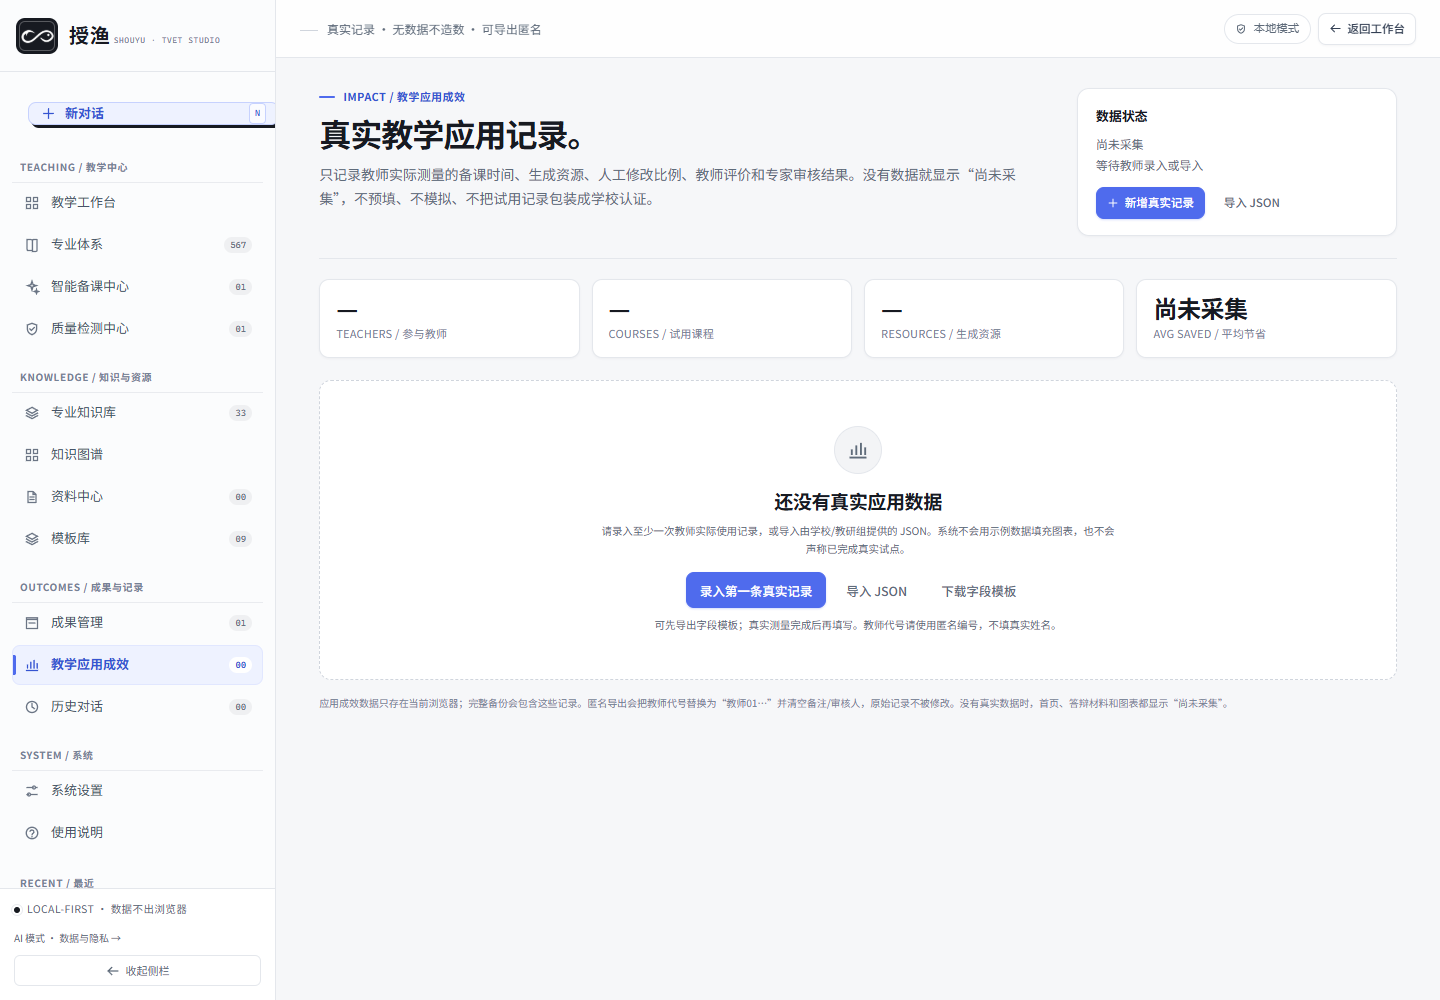 授渔 SHOUYU · TVET STUDIO
新对话 N
TEACHING / 教学中心
教学工作台
专业体系 567
智能备课中心 01
质量检测中心 01
KNOWLEDGE / 知识与资源
专业知识库 33
知识图谱
资料中心 00
模板库 09
OUTCOMES / 成果与记录
成果管理 01
教学应用成效 00
历史对话 00
SYSTEM / 系统
系统设置
使用说明
RECENT / 最近
LOCAL-FIRST · 数据不出浏览器
AI 模式 · 数据与隐私 →
← 收起侧栏
真实记录 · 无数据不造数 · 可导出匿名
本地模式
← 返回工作台
IMPACT / 教学应用成效
真实教学应用记录。
只记录教师实际测量的备课时间、生成资源、人工修改比例、教师评价和专家审核结果。没有数据就显示“尚未采
集”，不预填、不模拟、不把试用记录包装成学校认证。
数据状态
尚未采集
等待教师录入或导入
+ 新增真实记录
导入 JSON
—
TEACHERS / 参与教师
—
COURSES / 试用课程
—
RESOURCES / 生成资源
尚未采集
AVG SAVED / 平均节省
还没有真实应用数据
请录入至少一次教师实际使用记录，或导入由学校/教研组提供的 JSON。系统不会用示例数据填充图表，也不会
声称已完成真实试点。
录入第一条真实记录
导入 JSON
下载字段模板
可先导出字段模板；真实测量完成后再填写。教师代号请使用匿名编号，不填真实姓名。
应用成效数据只存在当前浏览器；完整备份会包含这些记录。匿名导出会把教师代号替换为“教师01…”并清空备注/审核人，原始记录不被修改。没有真实数据时，首页、答辩材料和图表都显示“尚未采集”。